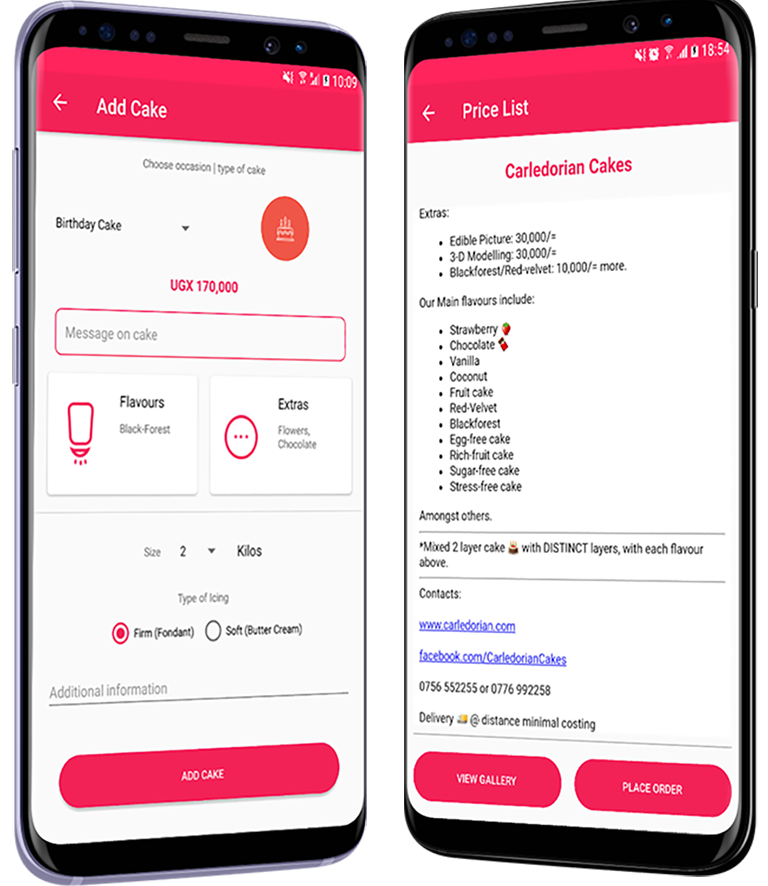 10:09
Add Cake
Choose occasion | type of cake
Birthday Cake
UGX 170,000
Message on cake
Flavours
Black-Forest
Extras
Flowers,
Chocolate
Size 2 Kilos
Type of Icing
Firm (Fondant) Soft (Butter Cream)
Additional information
ADD CAKE
18:54
Price List
Carledorian Cakes
Extras:
• Edible Picture: 30,000/=
• 3-D Modelling: 30,000/=
• Blackforest/Red-velvet: 10,000/= more.
Our Main flavours include:
• Strawberry 🍓
• Chocolate 🍫
• Vanilla
• Coconut
• Fruit cake
• Red-Velvet
• Blackforest
• Egg-free cake
• Rich-fruit cake
• Sugar-free cake
• Stress-free cake
Amongst others.
*Mixed 2 layer cake with DISTINCT layers, with each flavour
above.
Contacts:
www.carledorian.com
facebook.com/CarledorianCakes
0756 552255 or 0776 992258
Delivery @ distance minimal costing
VIEW GALLERY
PLACE ORDER